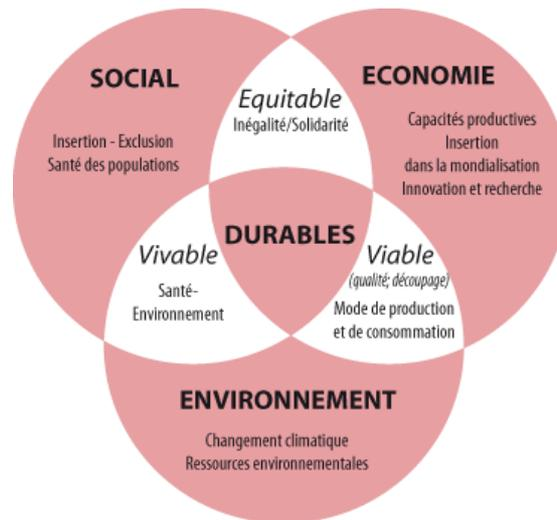 SOCIAL
Insertion - Exclusion
Santé des populations
Equitable
Inégalité/Solidarité
ECONOMIE
Capacités productives
Insertion
dans la mondialisation
Innovation et recherche
DURABLES
Vivable
Santé-
Environnement
Viable
(qualité; découpage)
Mode de production
et de consommation
ENVIRONNEMENT
Changement climatique
Ressources environnementales